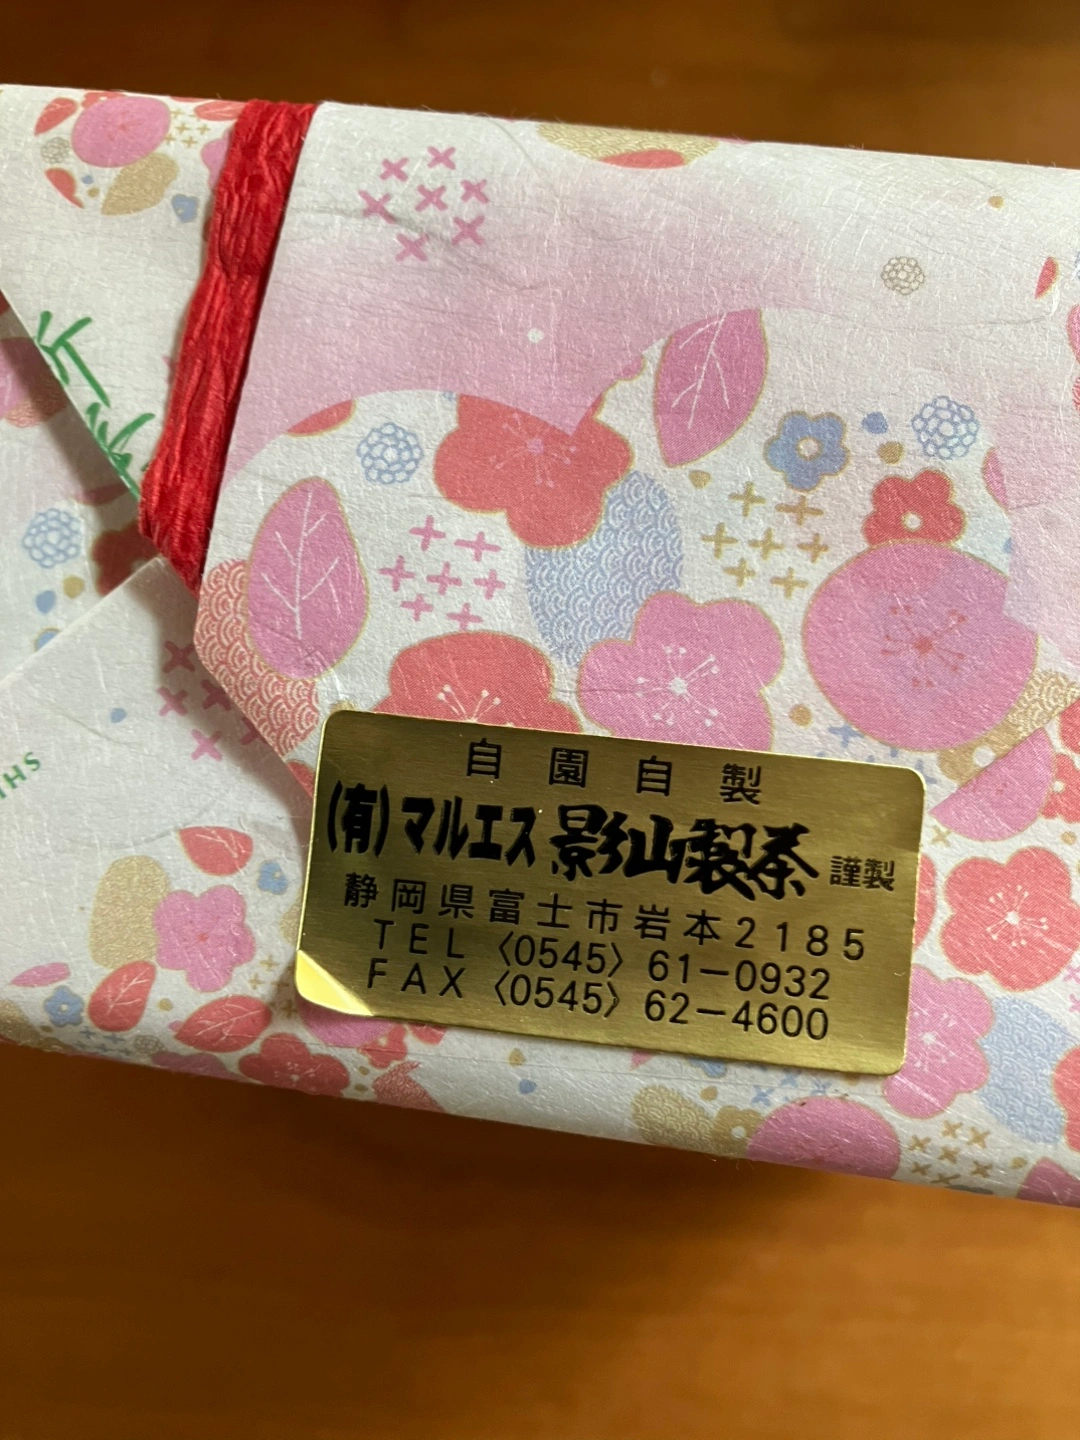 自園自製
(有)マルエス影山製茶 謹製
静岡県富士市岩本2185
TEL〈0545〉61-0932
FAX〈0545〉62-4600
THS